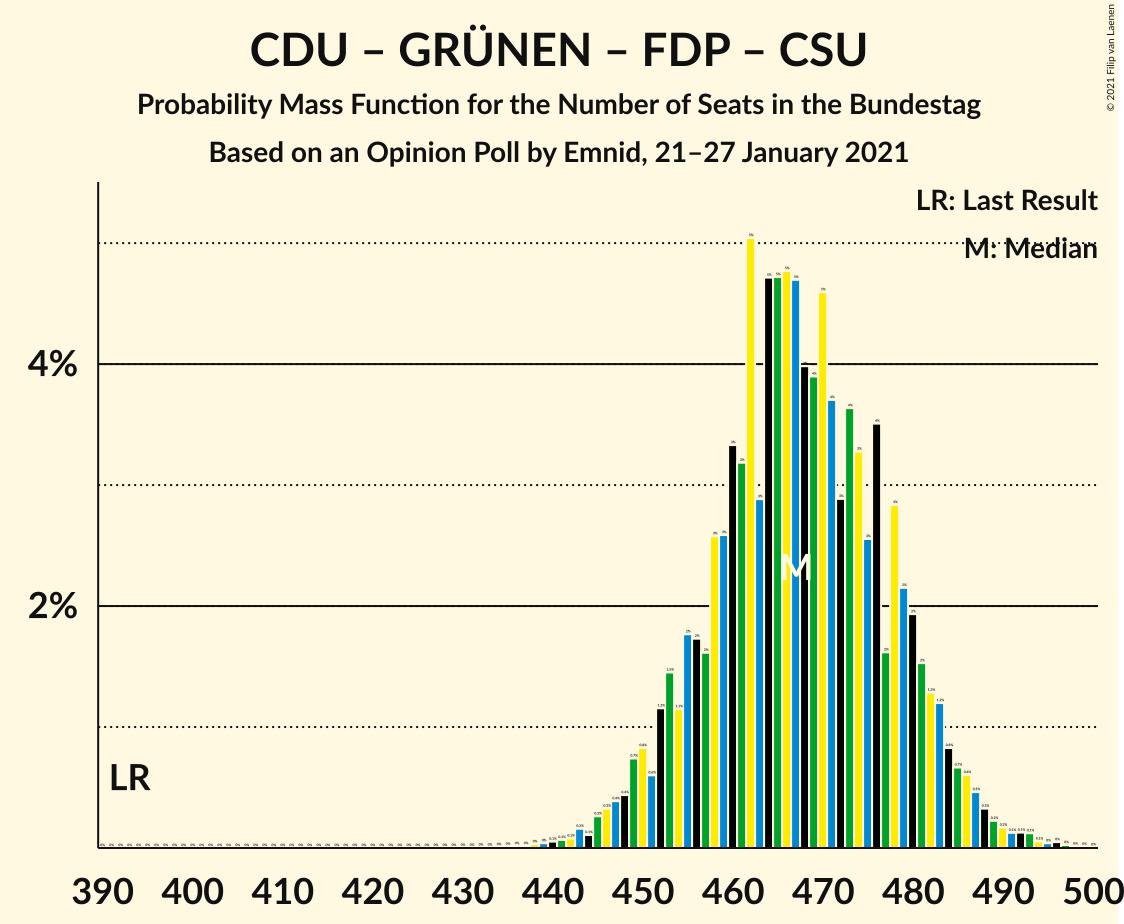 CDU – GRÜNEN – FDP – CSU
Probability Mass Function for the Number of Seats in the Bundestag
Based on an Opinion Poll by Emnid, 21–27 January 2021
© 2021 Filip van Laenen
LR: Last Result
M: Median
4%
2%
LR
M
390 400 410 420 430 440 450 460 470 480 490 500